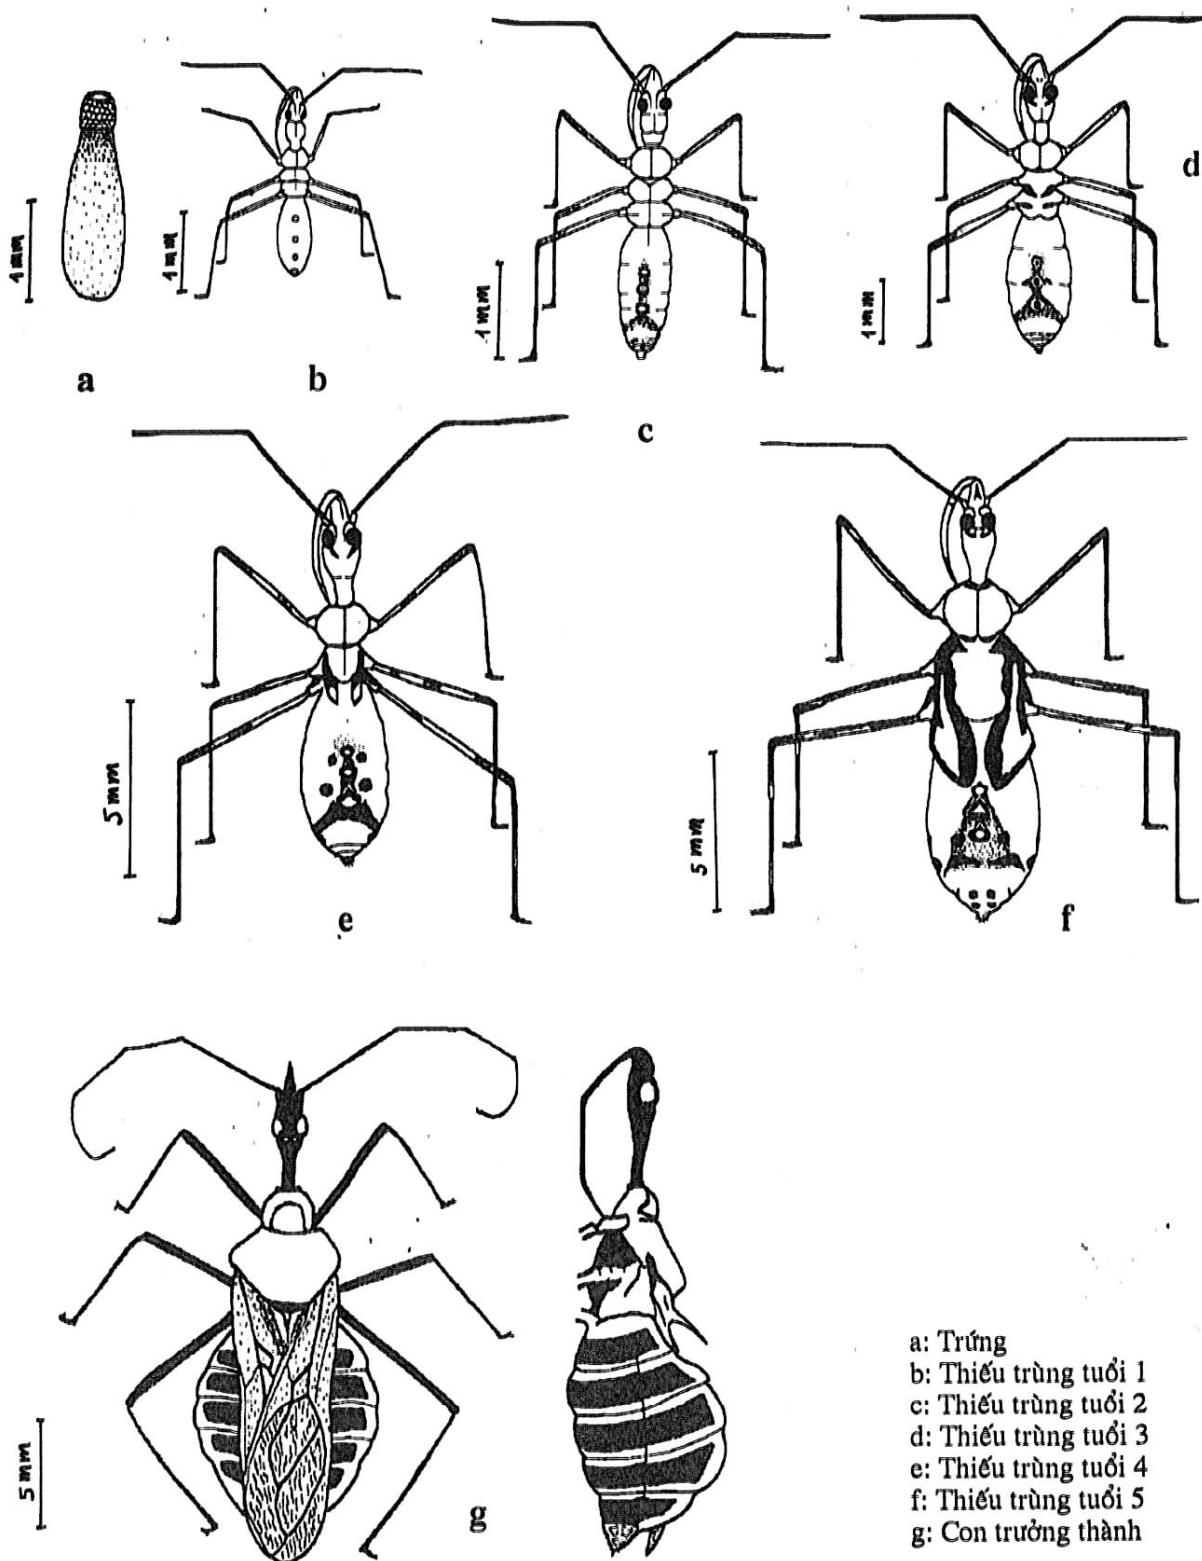 1mm
a
1mm
b
1mm
c
1mm
d
5mm
e
5mm
f
5mm
g
a: Trứng
b: Thiếu trùng tuổi 1
c: Thiếu trùng tuổi 2
d: Thiếu trùng tuổi 3
e: Thiếu trùng tuổi 4
f: Thiếu trùng tuổi 5
g: Con trưởng thành